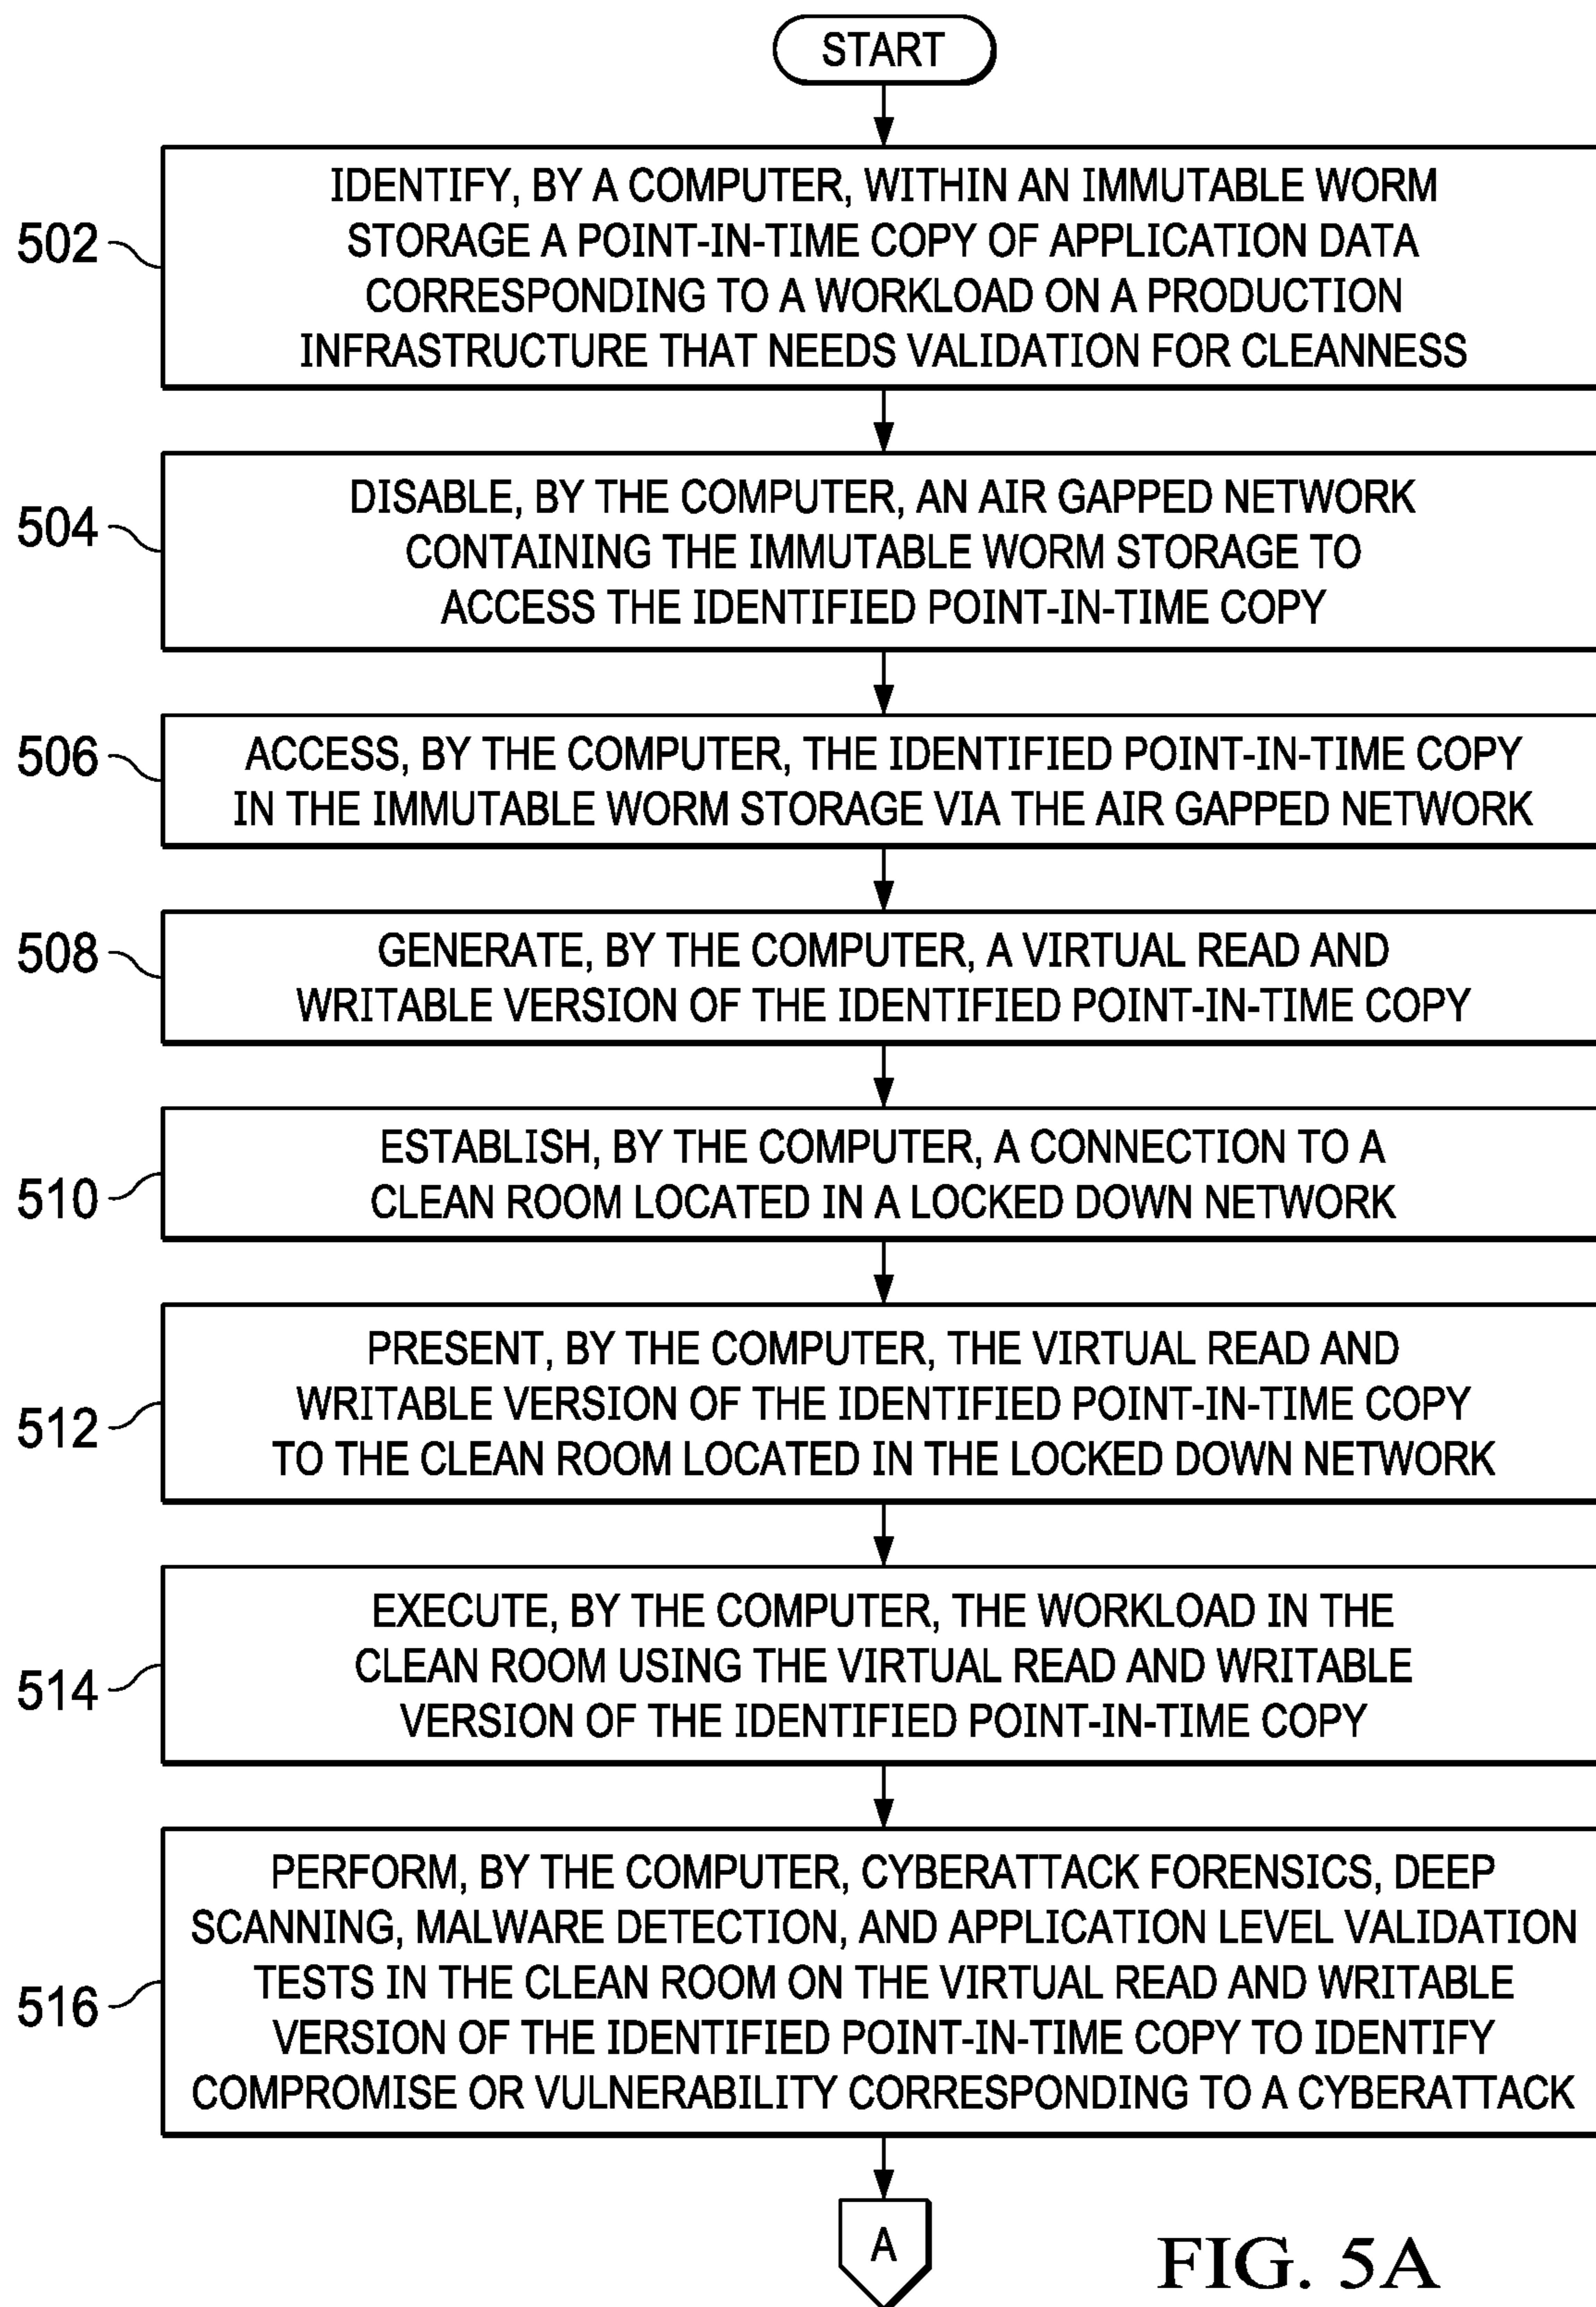 START
502
IDENTIFY, BY A COMPUTER, WITHIN AN IMMUTABLE WORM
STORAGE A POINT-IN-TIME COPY OF APPLICATION DATA
CORRESPONDING TO A WORKLOAD ON A PRODUCTION
INFRASTRUCTURE THAT NEEDS VALIDATION FOR CLEANNESS
504
DISABLE, BY THE COMPUTER, AN AIR GAPPED NETWORK
CONTAINING THE IMMUTABLE WORM STORAGE TO
ACCESS THE IDENTIFIED POINT-IN-TIME COPY
506
ACCESS, BY THE COMPUTER, THE IDENTIFIED POINT-IN-TIME COPY
IN THE IMMUTABLE WORM STORAGE VIA THE AIR GAPPED NETWORK
508
GENERATE, BY THE COMPUTER, A VIRTUAL READ AND
WRITABLE VERSION OF THE IDENTIFIED POINT-IN-TIME COPY
510
ESTABLISH, BY THE COMPUTER, A CONNECTION TO A
CLEAN ROOM LOCATED IN A LOCKED DOWN NETWORK
512
PRESENT, BY THE COMPUTER, THE VIRTUAL READ AND
WRITABLE VERSION OF THE IDENTIFIED POINT-IN-TIME COPY
TO THE CLEAN ROOM LOCATED IN THE LOCKED DOWN NETWORK
514
EXECUTE, BY THE COMPUTER, THE WORKLOAD IN THE
CLEAN ROOM USING THE VIRTUAL READ AND WRITABLE
VERSION OF THE IDENTIFIED POINT-IN-TIME COPY
516
PERFORM, BY THE COMPUTER, CYBERATTACK FORENSICS, DEEP
SCANNING, MALWARE DETECTION, AND APPLICATION LEVEL VALIDATION
TESTS IN THE CLEAN ROOM ON THE VIRTUAL READ AND WRITABLE
VERSION OF THE IDENTIFIED POINT-IN-TIME COPY TO IDENTIFY
COMPROMISE OR VULNERABILITY CORRESPONDING TO A CYBERATTACK
A
FIG. 5A